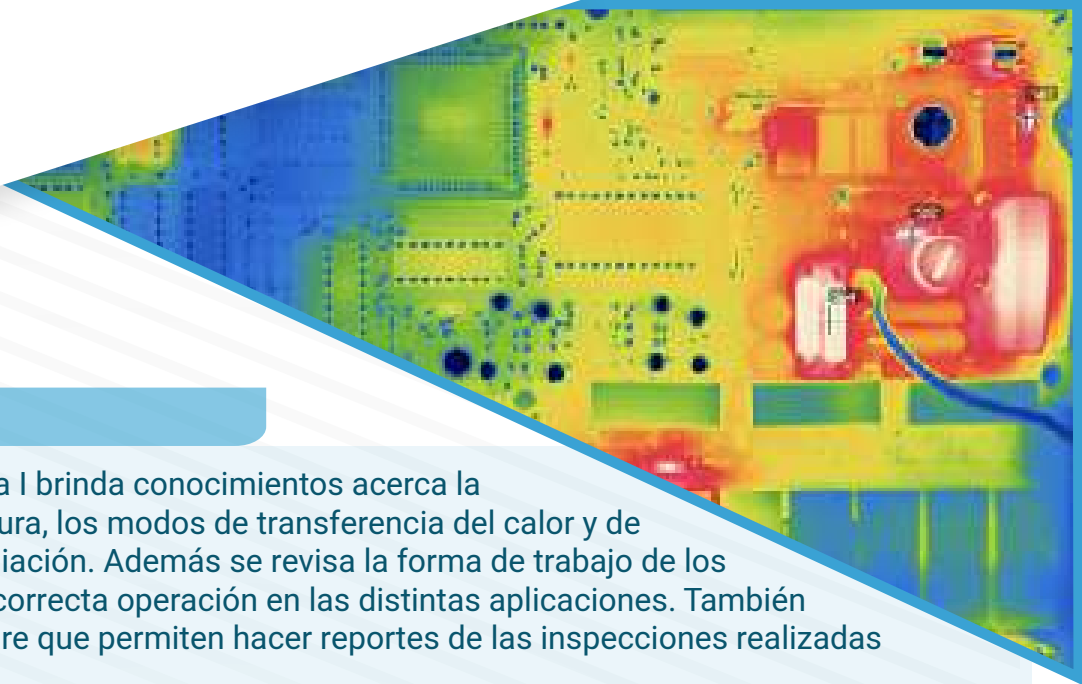 a I brinda conocimientos acerca la
ura, los modos de transferencia del calor y de
iación. Además se revisa la forma de trabajo de los
correcta operación en las distintas aplicaciones. También
re que permiten hacer reportes de las inspecciones realizadas